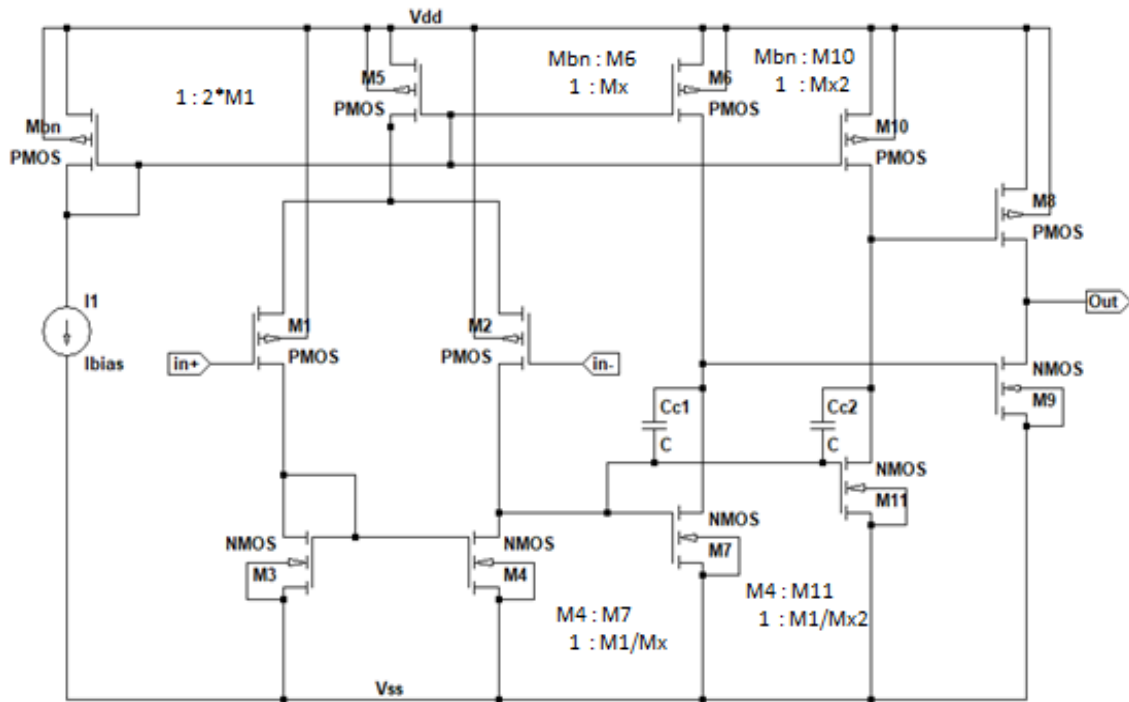 Vdd
Mbn : M6
1 : Mx
Mbn : M10
1 : Mx2
1 : 2*M1
M5
PMOS
M6
PMOS
Mbn
PMOS
M10
PMOS
M8
PMOS
I1
Ibias
in+
M1
PMOS
M2
PMOS
in-
Out
NMOS
M9
Cc1
C
Cc2
C
NMOS
M11
NMOS
M3
NMOS
M4
NMOS
M7
M4 : M7
1 : M1/Mx
M4 : M11
1 : M1/Mx2
Vss